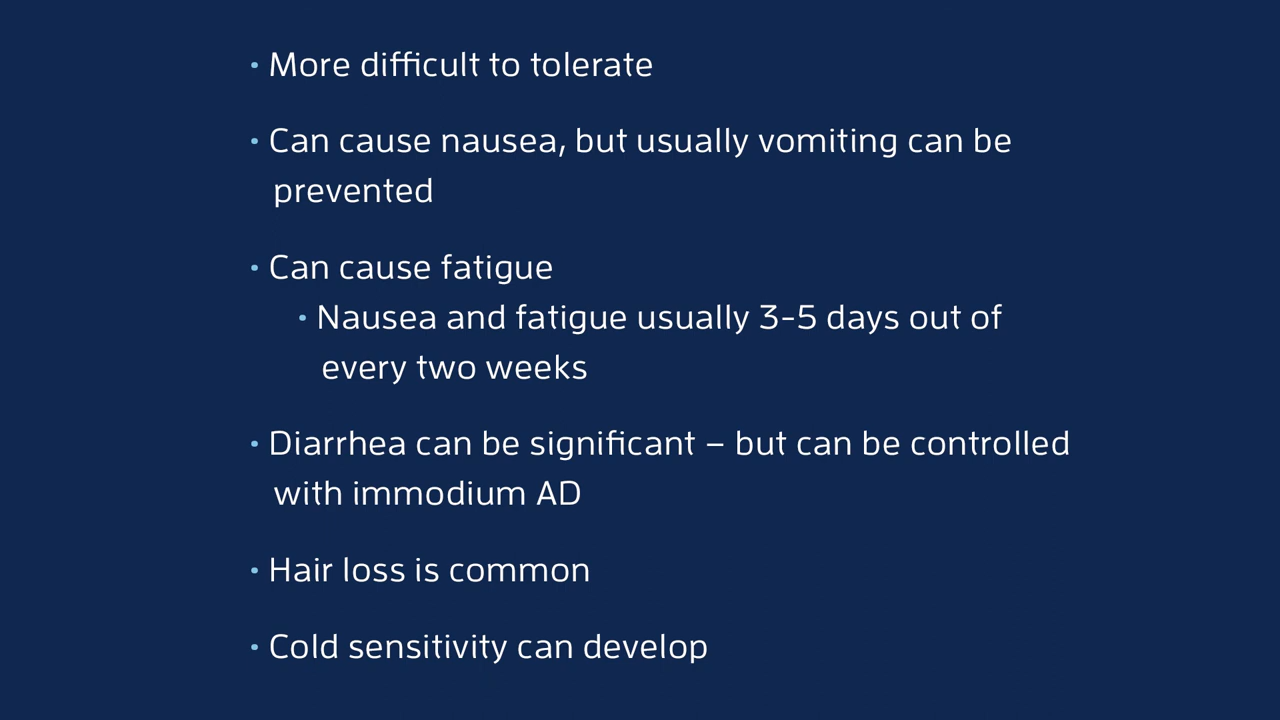 • More difficult to tolerate
• Can cause nausea, but usually vomiting can be
prevented
• Can cause fatigue
• Nausea and fatigue usually 3-5 days out of
every two weeks
• Diarrhea can be significant – but can be controlled
with immodium AD
• Hair loss is common
• Cold sensitivity can develop